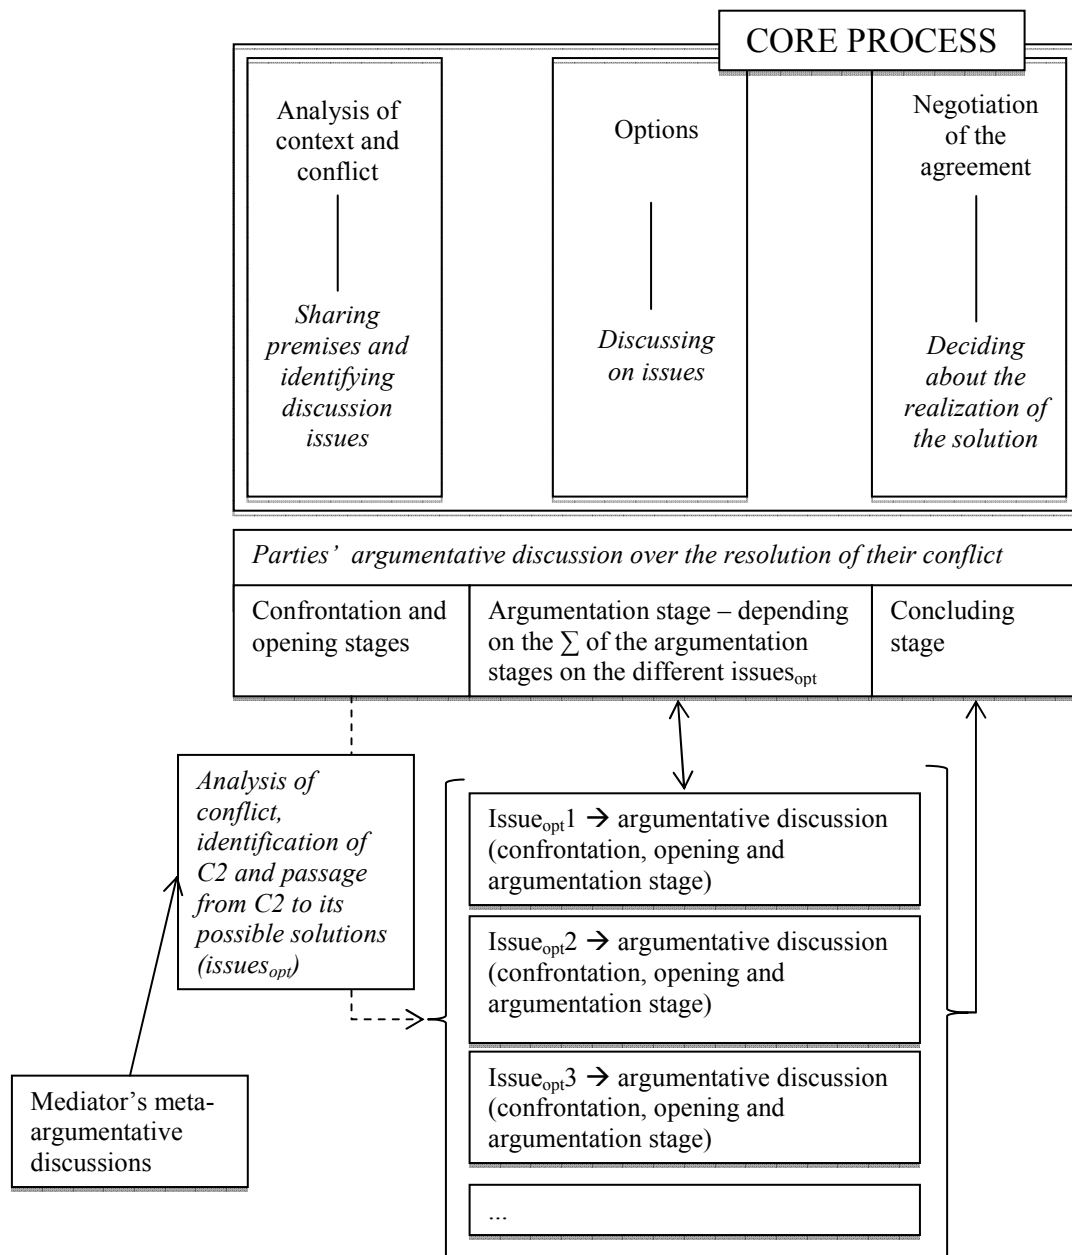 CORE PROCESS
Analysis of
context and
conflict
Sharing
premises and
identifying
discussion
issues
Options
Discussing
on issues
Negotiation
of the
agreement
Deciding
about the
realization of
the solution
Parties’ argumentative discussion over the resolution of their conflict
Confrontation and
opening stages
Argumentation stage – depending
on the ∑ of the argumentation
stages on the different issuesopt
Concluding
stage
Analysis of
conflict,
identification of
C2 and passage
from C2 to its
possible solutions
(issuesopt)
Issueopt1 → argumentative discussion
(confrontation, opening and
argumentation stage)
Issueopt2 → argumentative discussion
(confrontation, opening and
argumentation stage)
Issueopt3 → argumentative discussion
(confrontation, opening and
argumentation stage)
...
Mediator’s meta-
argumentative
discussions